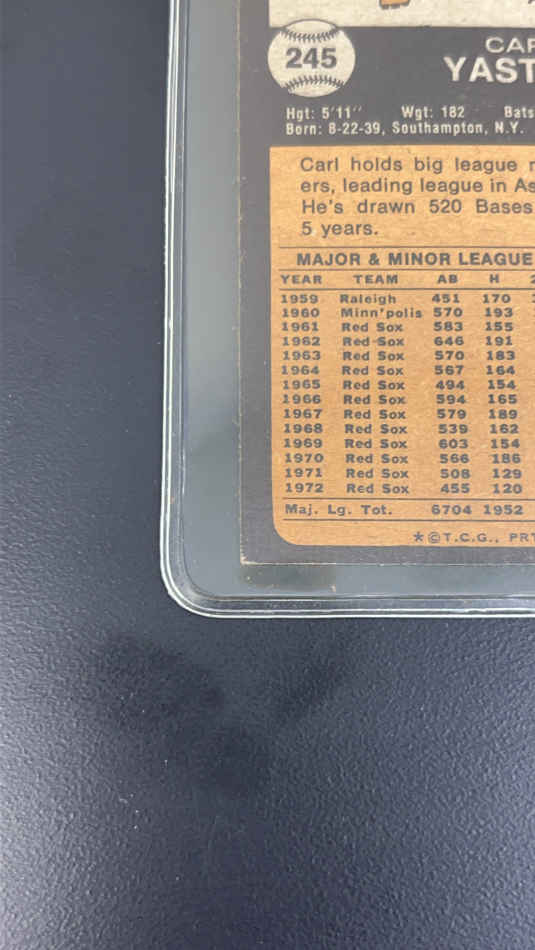 245
CAR
YAST
Hgt: 5'11" Wgt: 182 Bats
Born: 8-22-39, Southampton, N.Y.
Carl holds big league
ers, leading league in As
He's drawn 520 Bases
5 years.
MAJOR & MINOR LEAGUE
YEAR TEAM AB H
1959 Raleigh 451 170
1960 Minn'polis 570 193
1961 Red Sox 583 155
1962 Red Sox 646 191
1963 Red Sox 570 183
1964 Red Sox 567 164
1965 Red Sox 494 154
1966 Red Sox 594 165
1967 Red Sox 579 189
1968 Red Sox 539 162
1969 Red Sox 603 154
1970 Red Sox 566 186
1971 Red Sox 508 129
1972 Red Sox 455 120
Maj. Lg. Tot. 6704 1952
*©T.C.G., PRT